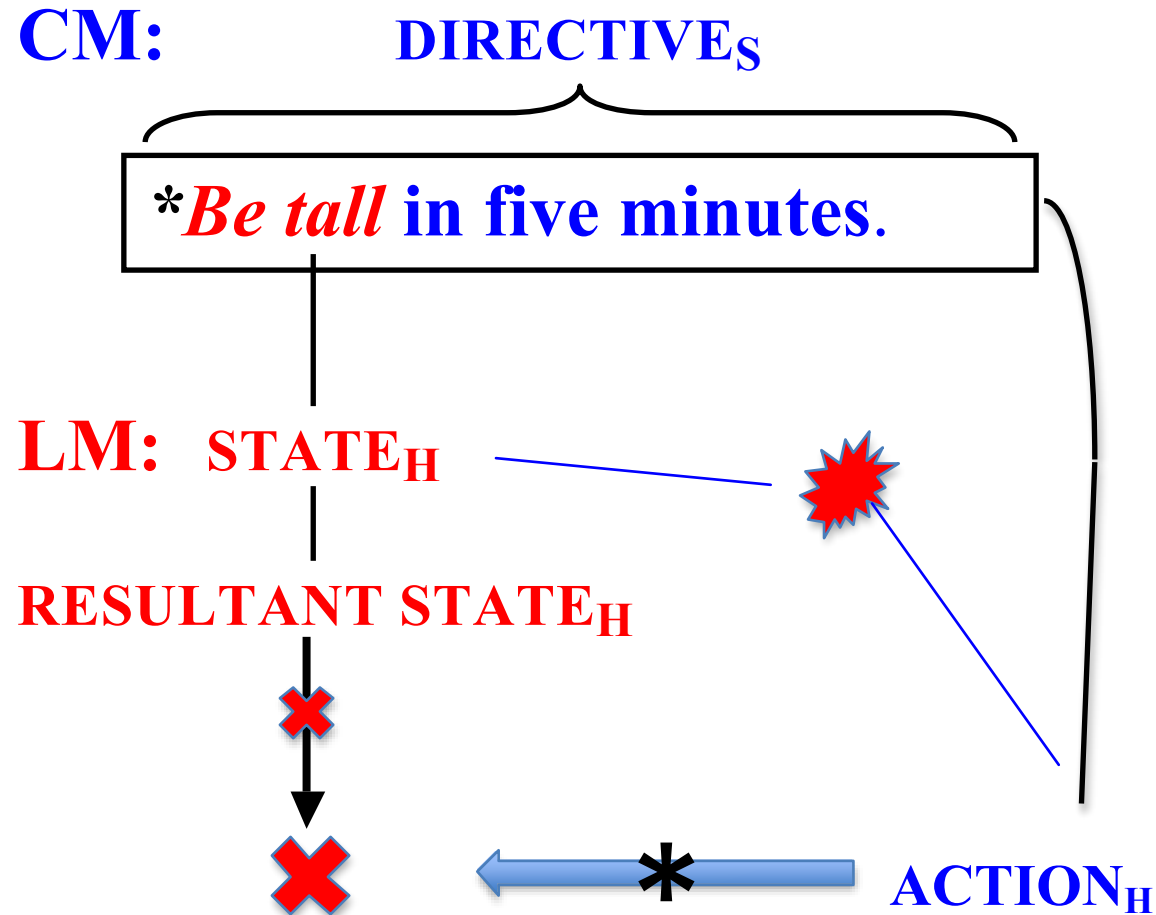 CM: DIRECTIVES
*Be tall in five minutes.
LM: STATEH
RESULTANT STATEH
* ACTIONH